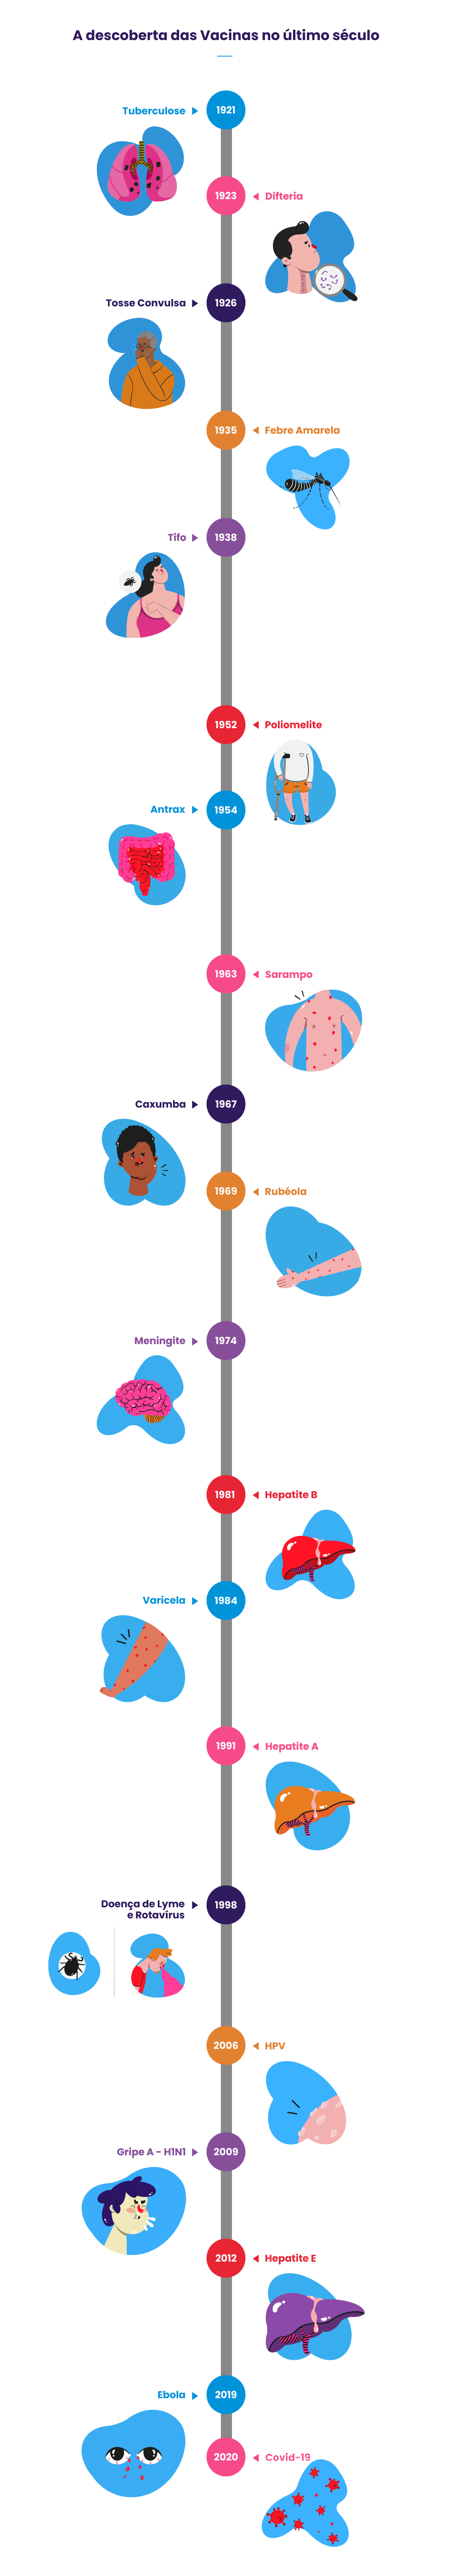 A descoberta das Vacinas no último século
Tuberculose
1921
1923
Difteria
Tosse Convulsa
1926
1935
Febre Amarela
Tifo
1938
1952
Poliomelite
Antrax
1954
1963
Sarampo
Caxumba
1967
1969
Rubéola
Meningite
1974
1981
Hepatite B
Varicela
1984
1991
Hepatite A
Doença de Lyme
e Rotavírus
1998
2006
HPV
Gripe A - H1N1
2009
2012
Hepatite E
Ebola
2019
2020
Covid-19